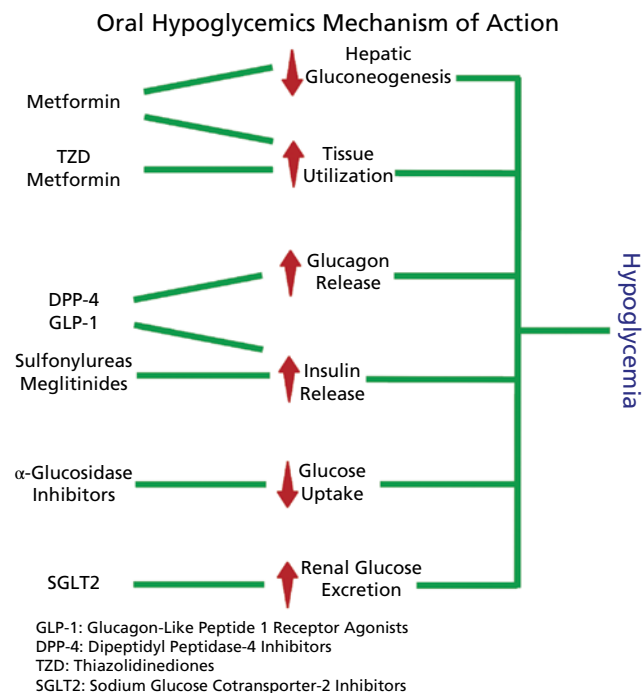 Oral Hypoglycemics Mechanism of Action
Hepatic
Gluconeogenesis
Metformin
TZD
Metformin
Tissue
Utilization
Glucagon
Release
DPP-4
GLP-1
Sulfonylureas
Meglitinides
Insulin
Release
α-Glucosidase
Inhibitors
Glucose
Uptake
SGLT2
Renal Glucose
Excretion
Hypoglycemia
GLP-1: Glucagon-Like Peptide 1 Receptor Agonists
DPP-4: Dipeptidyl Peptidase-4 Inhibitors
TZD: Thiazolidinediones
SGLT2: Sodium Glucose Cotransporter-2 Inhibitors